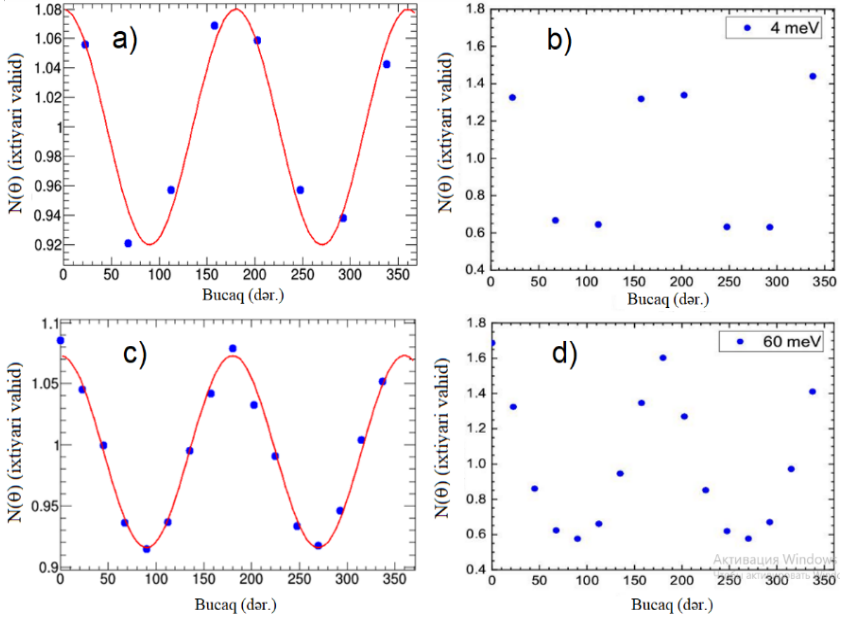 a)
1.08
1.06
1.04
1.02
1
0.98
0.96
0.94
0.92
0 50 100 150 200 250 300 350
N(θ) (ixtiyari vahid)
Bucaq (dər.)
b)
4 meV
1.8
1.6
1.4
1.2
1.0
0.8
0.6
0.4
50 100 150 200 250 300 350
N(θ) (ixtiyari vahid)
Bucaq (dər.)
c)
1.1
1.05
1
0.95
0.9
0 50 100 150 200 250 300 350
N(θ) (ixtiyari vahid)
Bucaq (dər.)
d)
60 meV
1.8
1.6
1.4
1.2
1.0
0.8
0.6
0.4
50 100 150 200 250 300 350
N(θ) (ixtiyari vahid)
Bucaq (dər.)
Активация Windows